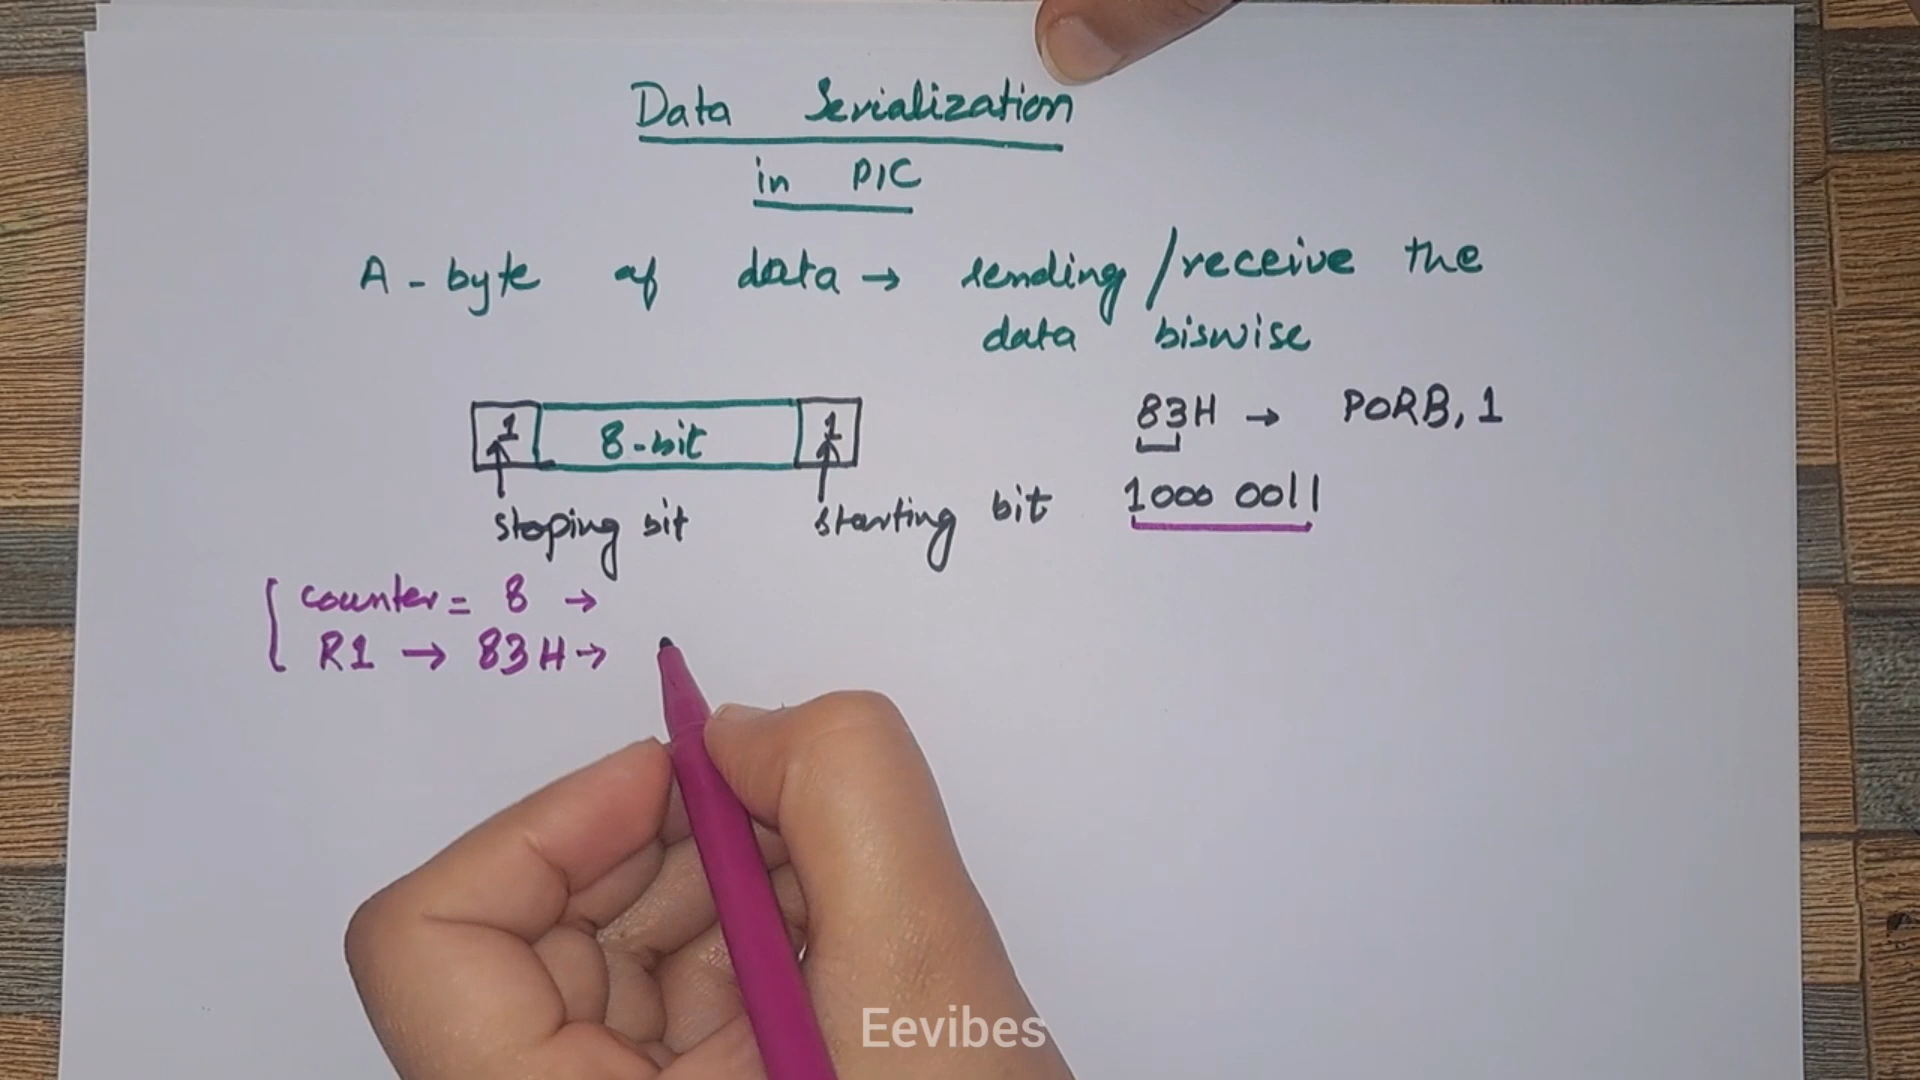 Data Serialization
in PIC
A - byte of data → sending /receive the
data biswise
1 8-bit 1
83H → PORB, 1
1000 0011
stoping bit starting bit
counter = 8 →
R1 → 83H →
Eevibes